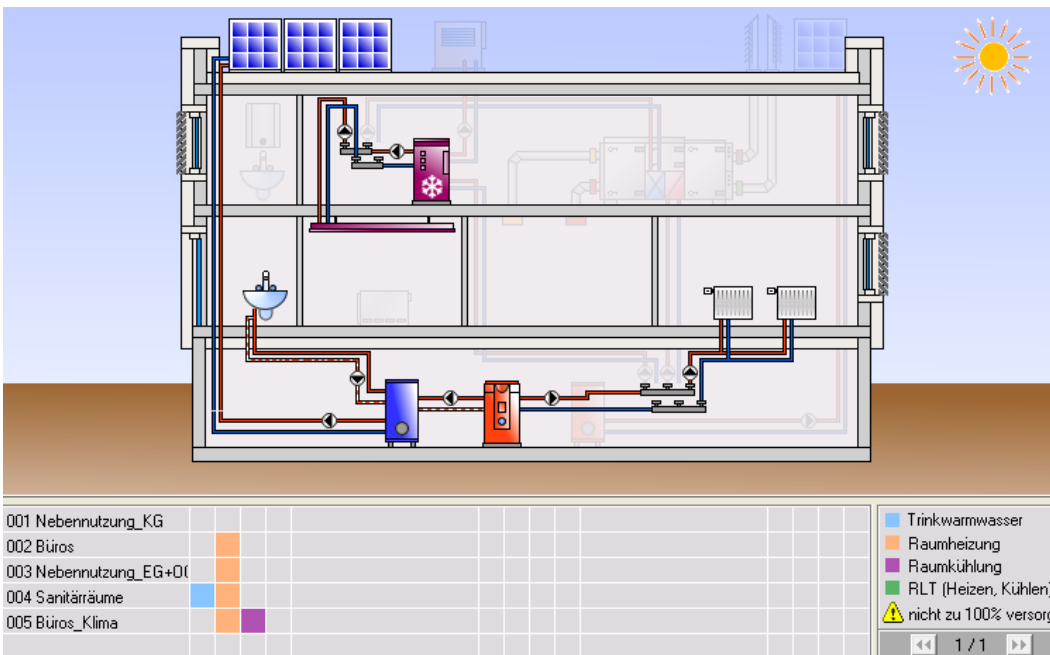 001 Nebennutzung_KG
002 Büros
003 Nebennutzung_EG+O(
004 Sanitärräume
005 Büros_Klima
Trinkwarmwasser
Raumheizung
Raumkühlung
RLT (Heizen, Kühlen)
nicht zu 100% versorg
1 / 1